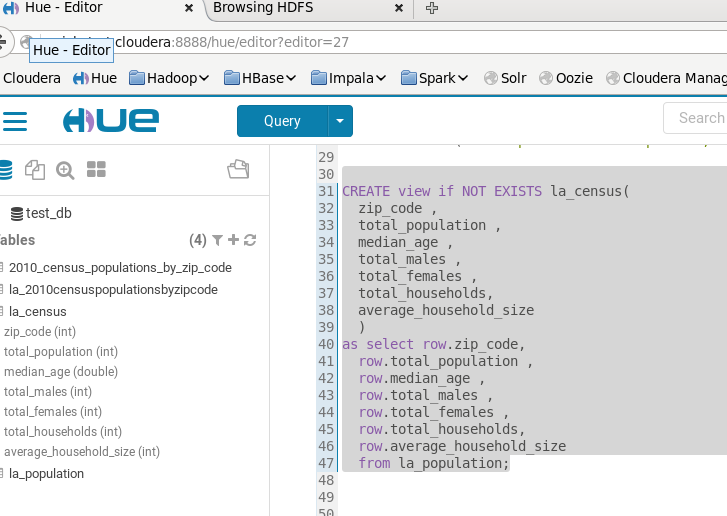 Hue - Editor × Browsing HDFS ×
cloudera:8888/hue/editor?editor=27
Hue - Editor
Cloudera Hue Hadoop HBase Impala Spark Solr Oozie Cloudera Manag
HUE Query Search
29
30
31 CREATE view if NOT EXISTS la_census(
32 zip_code ,
33 total_population ,
34 median_age ,
35 total_males ,
36 total_females ,
37 total_households,
38 average_household_size
39 )
40 as select row.zip_code,
41 row.total_population ,
42 row.median_age ,
43 row.total_males ,
44 row.total_females ,
45 row.total_households,
46 row.average_household_size
47 from la_population;
48
49
50
test_db
ables (4)
2010_census_populations_by_zip_code
la_2010censuspopulationsbyzipcode
la_census
zip_code (int)
total_population (int)
median_age (double)
total_males (int)
total_females (int)
total_households (int)
average_household_size (int)
la_population